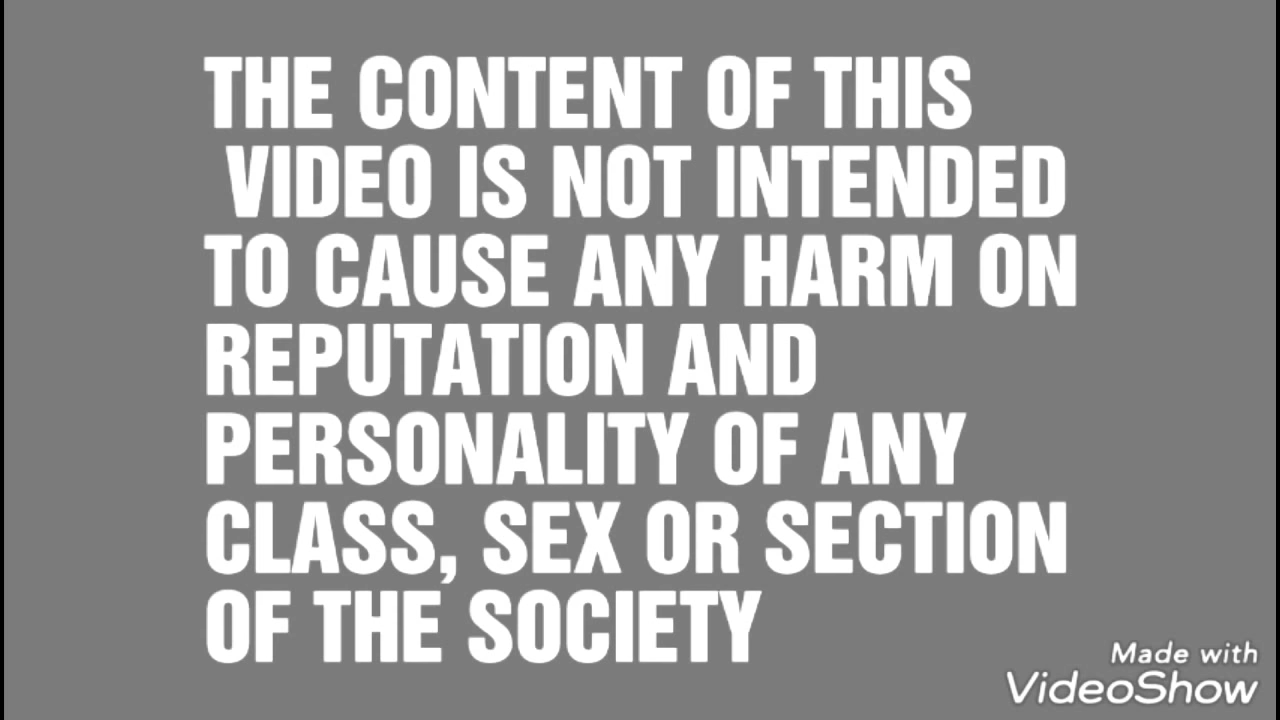 THE CONTENT OF THIS
VIDEO IS NOT INTENDED
TO CAUSE ANY HARM ON
REPUTATION AND
PERSONALITY OF ANY
CLASS, SEX OR SECTION
OF THE SOCIETY
Made with
VideoShow